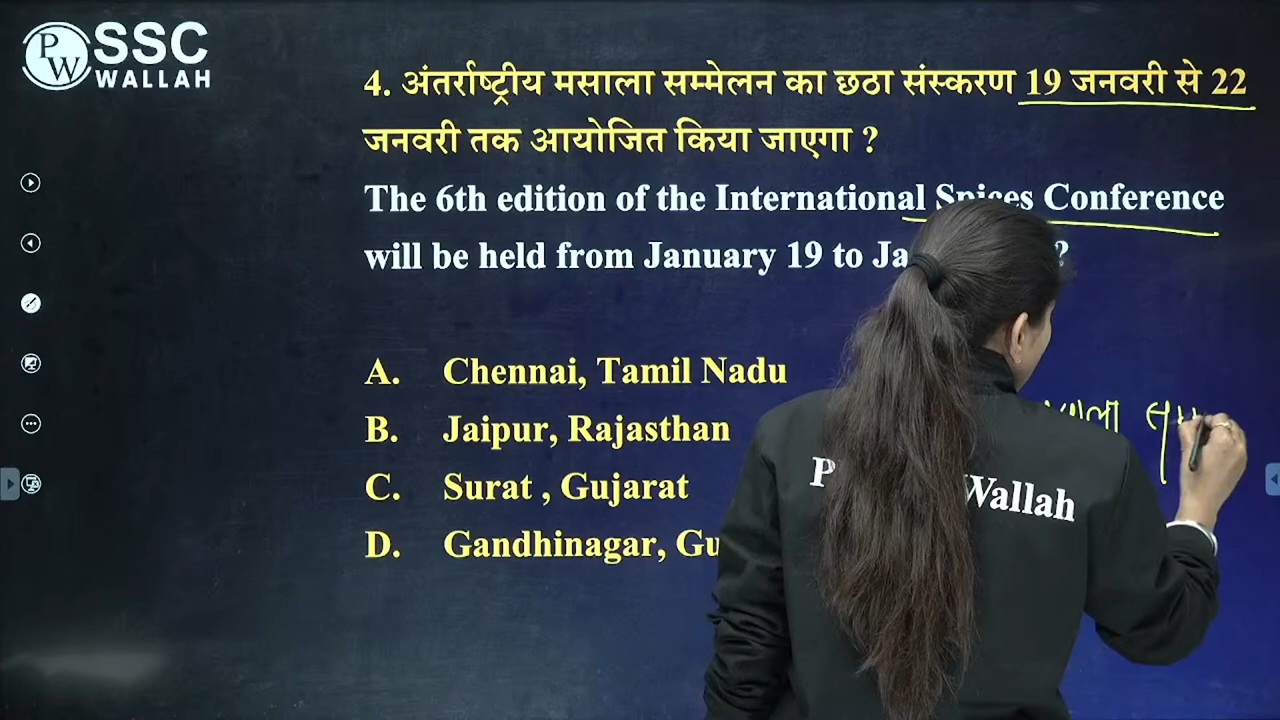 PW SSC
WALLAH
4. अंतर्राष्ट्रीय मसाला सम्मेलन का छठा संस्करण 19 जनवरी से 22
जनवरी तक आयोजित किया जाएगा ?
The 6th edition of the International Spices Conference
will be held from January 19 to ?
A. Chennai, Tamil Nadu
B. Jaipur, Rajasthan
C. Surat , Gujarat
D. Gandhinagar,
Wallah